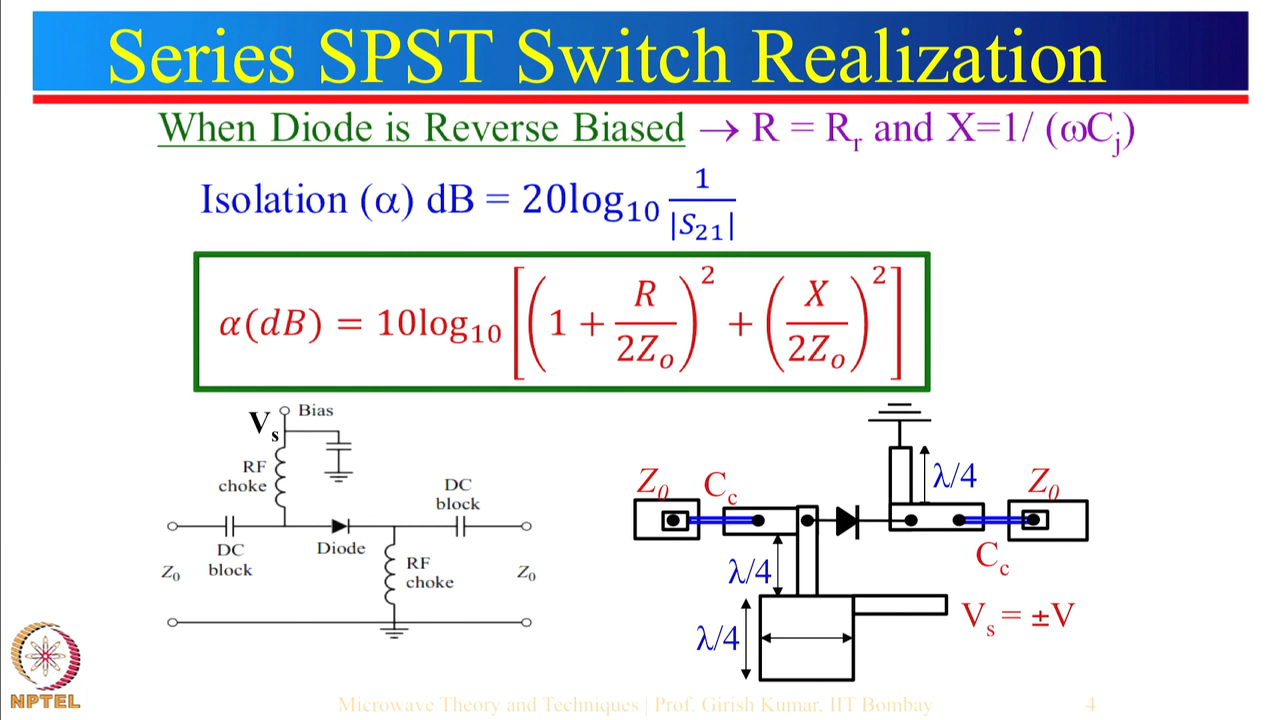 Series SPST Switch Realization
When Diode is Reverse Biased → R = Rᵣ and X=1/ (ωCⱼ)
Isolation (α) dB = 20log₁₀ 1/|S₂₁|
α(dB) = 10log₁₀ [(1 + R/2Zₒ)² + (X/2Zₒ)²]
Vₛ
Bias
RF
choke
DC
block
DC
block
Diode
RF
choke
Z₀
Z₀
Z₀
C_c
λ/4
Z₀
C_c
λ/4
λ/4
Vₛ = ±V
NPTEL
Microwave Theory and Techniques | Prof. Girish Kumar, IIT Bombay
4